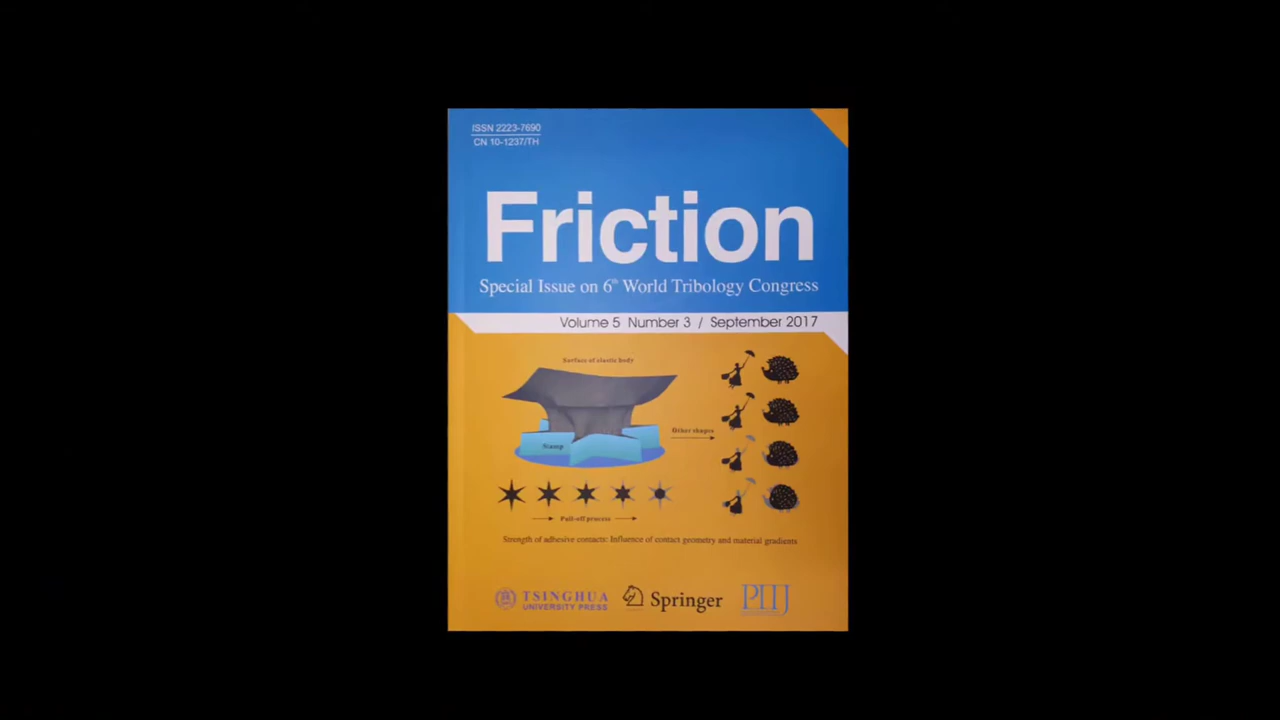 ISSN 2223-7690
CN 10-1237/TH
Friction
Special Issue on 6th World Tribology Congress
Volume 5 Number 3 / September 2017
Surface of elastic body
Other shapes
Stamp
Pull-off process
Strength of adhesive contacts: Influence of contact geometry and material gradients
TSINGHUA
UNIVERSITY PRESS
Springer